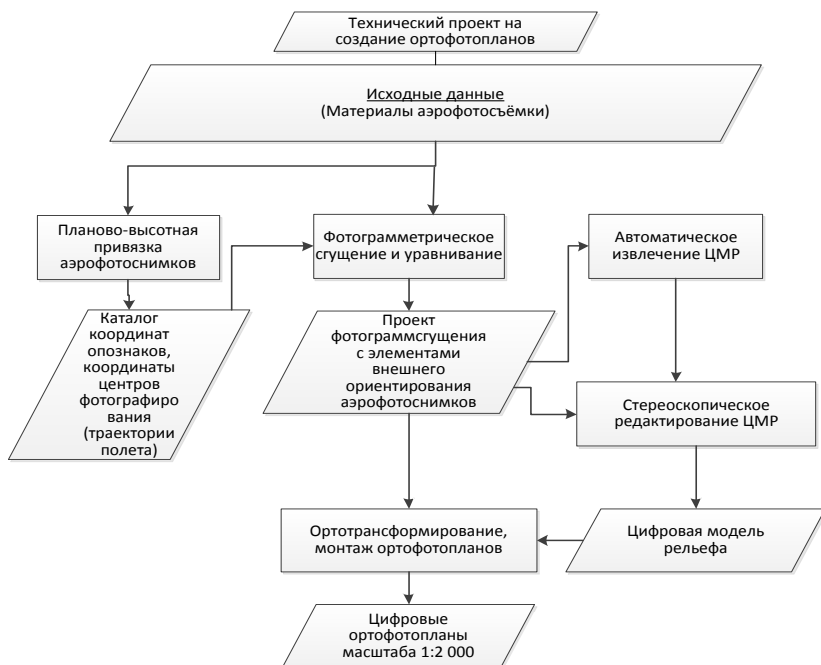 Технический проект на
создание ортофотопланов
Исходные данные
(Материалы аэрофотосъёмки)
Планово-высотная
привязка
аэрофотоснимков
Фотограмметрическое
сгущение и уравнивание
Автоматическое
извлечение ЦМР
Каталог
координат
опознаков,
координаты
центров
фотографиро
вания
(траектории
полета)
Проект
фотограммсгущения
с элементами
внешнего
ориентирования
аэрофотоснимков
Стереоскопическое
редактирование ЦМР
Ортотрансформирование,
монтаж ортофотопланов
Цифровая модель
рельефа
Цифровые
ортофотопланы
масштаба 1:2 000